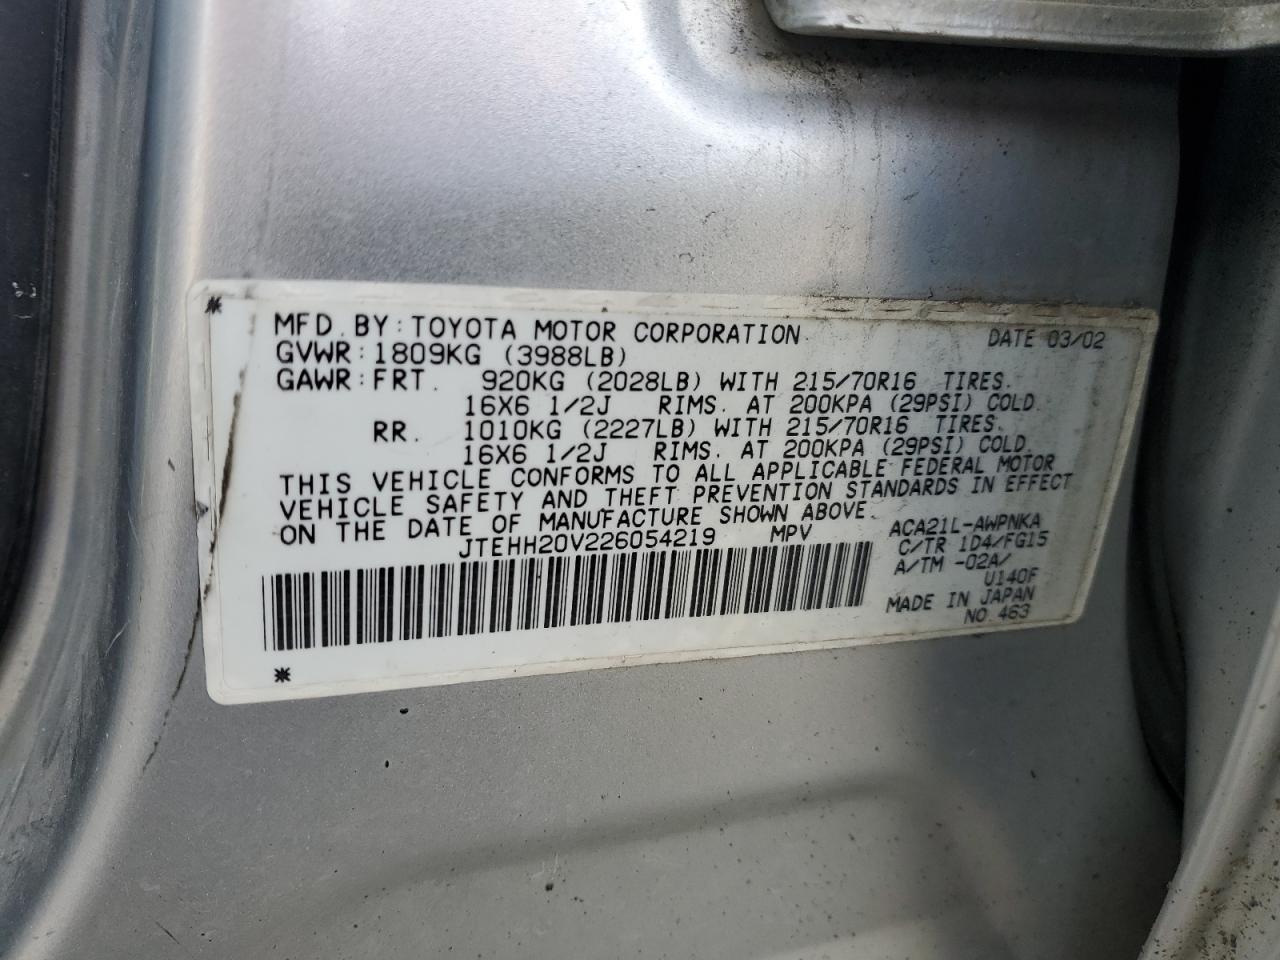 MFD. BY: TOYOTA MOTOR CORPORATION DATE 03/02
GVWR: 1809KG (3988LB)
GAWR: FRT. 920KG (2028LB) WITH 215/70R16 TIRES.
16X6 1/2J RIMS. AT 200KPA (29PSI) COLD.
RR. 1010KG (2227LB) WITH 215/70R16 TIRES.
16X6 1/2J RIMS. AT 200KPA (29PSI) COLD.
THIS VEHICLE CONFORMS TO ALL APPLICABLE FEDERAL MOTOR
VEHICLE SAFETY AND THEFT PREVENTION STANDARDS IN EFFECT
ON THE DATE OF MANUFACTURE SHOWN ABOVE.
JTEHH20V226054219 MPV
ACA21L-AWPNKA
C/TR 1D4/FG15
A/TM -02A/
U140F
MADE IN JAPAN
NO. 463